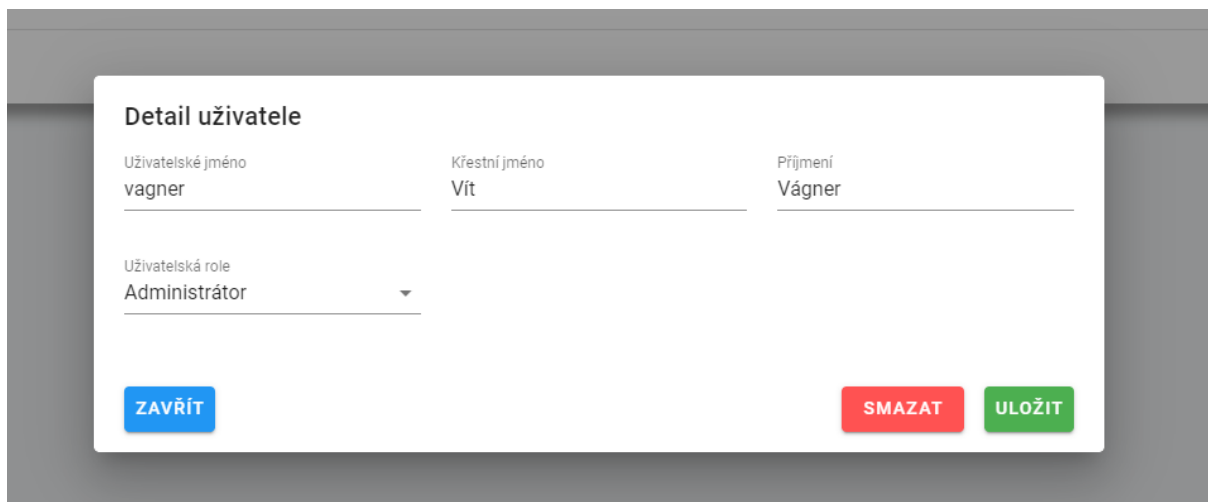 Detail uživatele
Uživatelské jméno Křestní jméno Příjmení
vagner Vít Vágner
Uživatelská role
Administrátor
ZAVŘÍT SMAZAT ULOŽIT